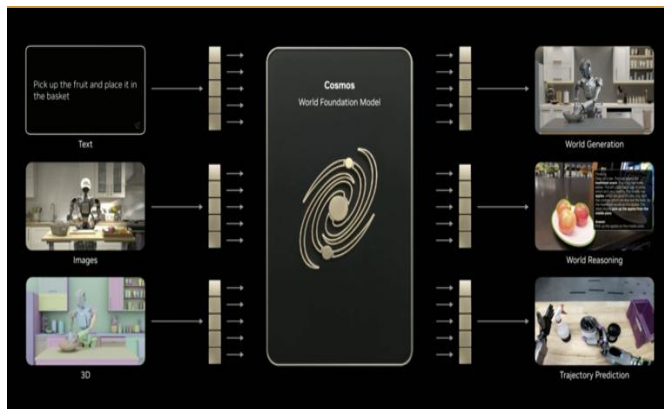 Pick up the fruit and place it in
the basket
Text
Images
3D
Cosmos
World Foundation Model
World Generation
World Reasoning
Trajectory Prediction